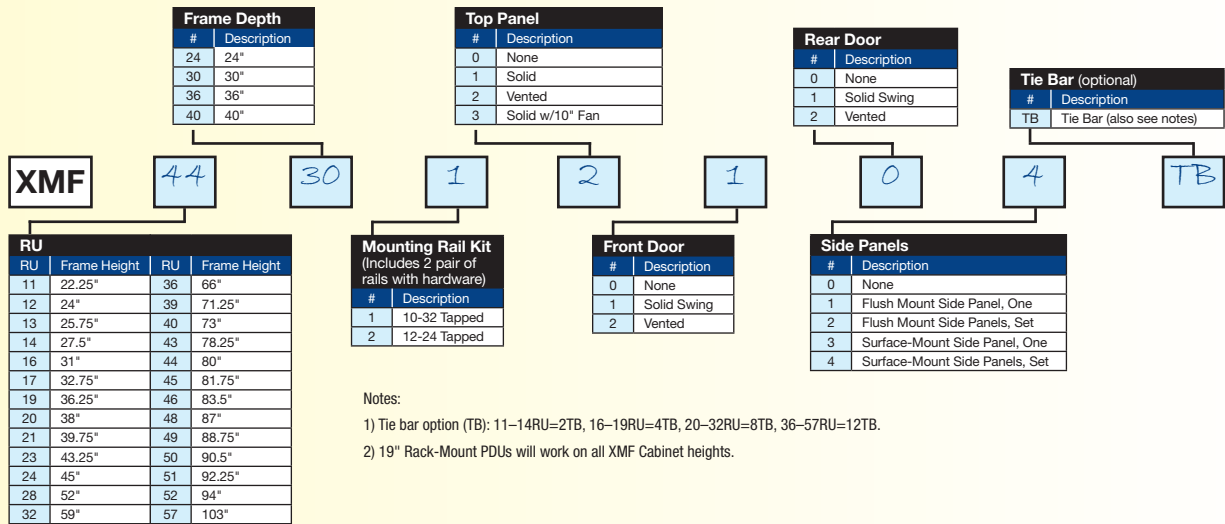 Frame Depth
# Description
24 24"
30 30"
36 36"
40 40"
Top Panel
# Description
0 None
1 Solid
2 Vented
3 Solid w/10" Fan
Rear Door
# Description
0 None
1 Solid Swing
2 Vented
Tie Bar (optional)
# Description
TB Tie Bar (also see notes)
XMF 44 30 1 2 1 0 4 TB
RU
RU Frame Height RU Frame Height
11 22.25" 36 66"
12 24" 39 71.25"
13 25.75" 40 73"
14 27.5" 43 78.25"
16 31" 44 80"
17 32.75" 45 81.75"
19 36.25" 46 83.5"
20 38" 48 87"
21 39.75" 49 88.75"
23 43.25" 50 90.5"
24 45" 51 92.25"
28 52" 52 94"
32 59" 57 103"
Mounting Rail Kit
(Includes 2 pair of
rails with hardware)
# Description
1 10-32 Tapped
2 12-24 Tapped
Front Door
# Description
0 None
1 Solid Swing
2 Vented
Side Panels
# Description
0 None
1 Flush Mount Side Panel, One
2 Flush Mount Side Panels, Set
3 Surface-Mount Side Panel, One
4 Surface-Mount Side Panels, Set
Notes:
1) Tie bar option (TB): 11–14RU=2TB, 16–19RU=4TB, 20–32RU=8TB, 36–57RU=12TB.
2) 19" Rack-Mount PDUs will work on all XMF Cabinet heights.